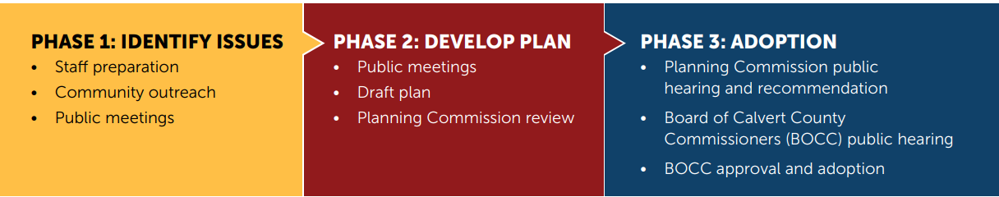 PHASE 1: IDENTIFY ISSUES
• Staff preparation
• Community outreach
• Public meetings
PHASE 2: DEVELOP PLAN
• Public meetings
• Draft plan
• Planning Commission review
PHASE 3: ADOPTION
• Planning Commission public
hearing and recommendation
• Board of Calvert County
Commissioners (BOCC) public hearing
• BOCC approval and adoption